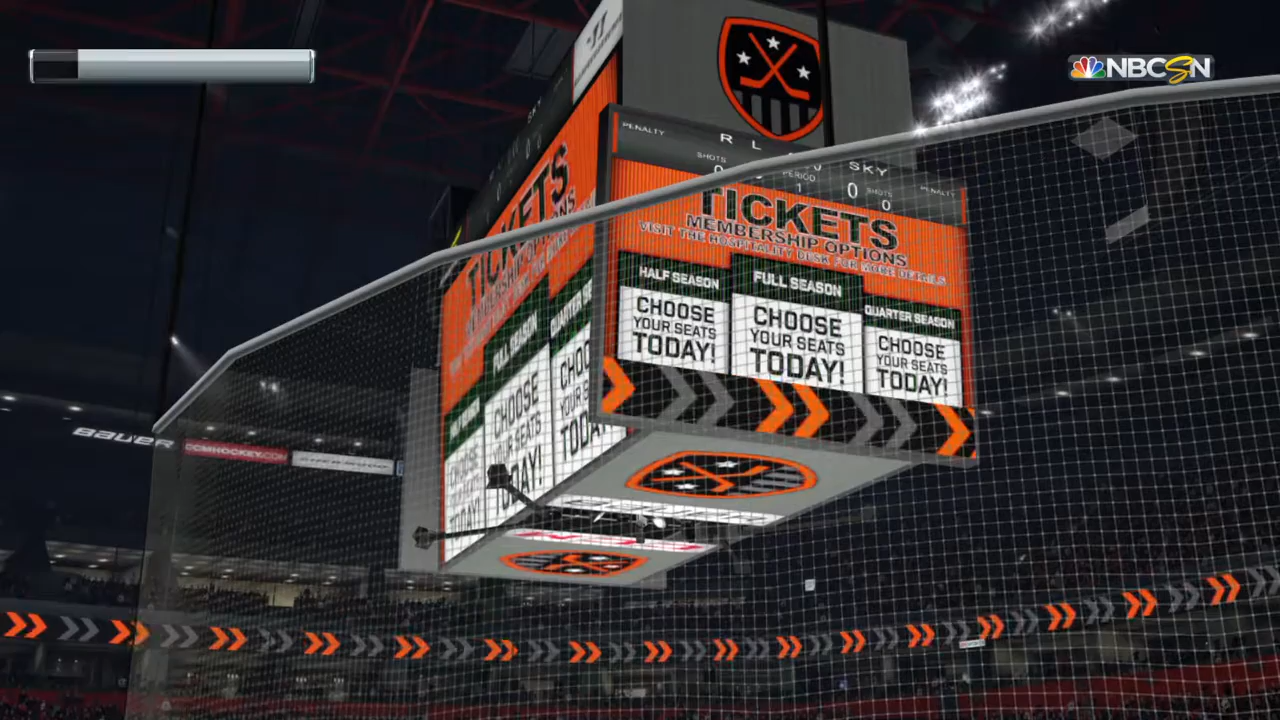 NBCSN
PENALTY
SKY
SHOTS
PERIOD
SHOTS
PENALTY
0
1
0
0
TICKETS
MEMBERSHIP OPTIONS
VISIT THE HOSPITALITY DESK FOR MORE DETAILS
HALF SEASON
FULL SEASON
QUARTER SEASON
CHOOSE
YOUR SEATS
TODAY!
CHOOSE
YOUR SEATS
TODAY!
CHOOSE
YOUR SEATS
TODAY!
TICKETS
FULL SEASON
CHOOSE
YOUR SEATS
TODAY!
BAUER
CCMHOCKEY.COM